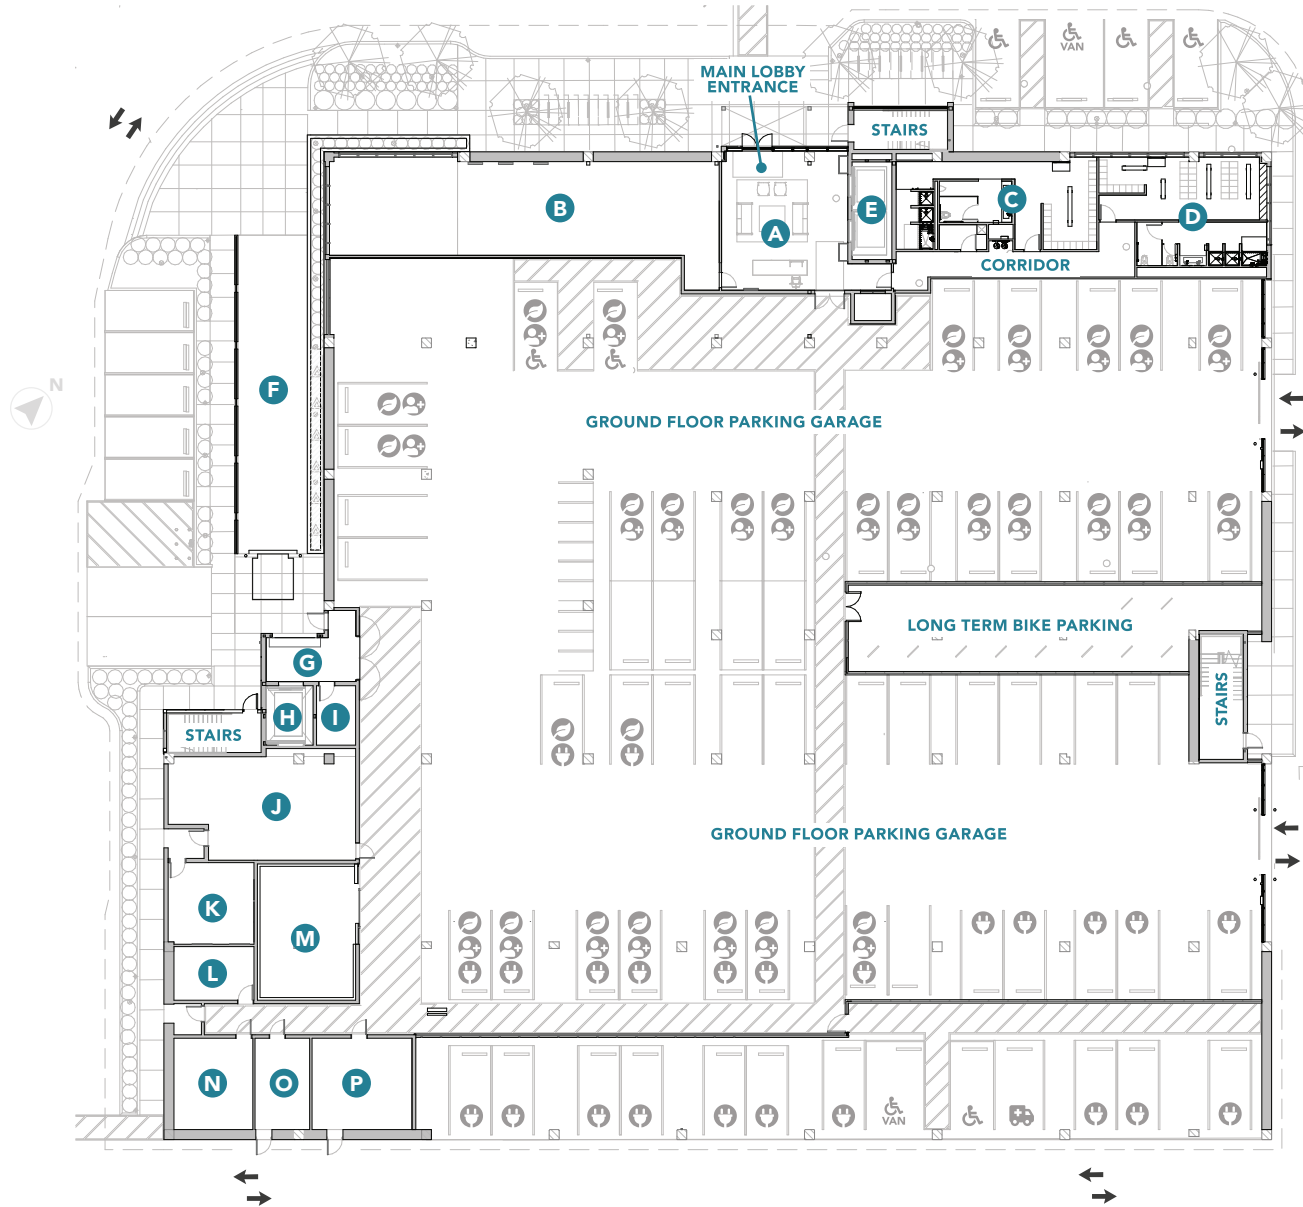 VAN
MAIN LOBBY
ENTRANCE
STAIRS
B
A
E
C
D
CORRIDOR
N
F
GROUND FLOOR PARKING GARAGE
LONG TERM BIKE PARKING
G
H
I
STAIRS
STAIRS
J
GROUND FLOOR PARKING GARAGE
K
M
L
N
O
P
VAN